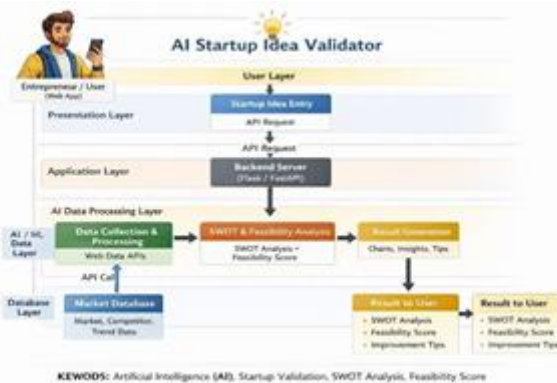 AI Startup Idea Validator
Entrepreneur / User
(Web App)
User Layer
Startup Idea Entry
API Request
Presentation Layer
API Request
Application Layer
Backend Server
(Flask / FastAPI)
AI Data Processing Layer
AI / ML
Data
Layer
Data Collection &
Processing
Web Data APIs
SWOT & Feasibility Analysis
SWOT Analysis •
Feasibility Score
Result Generator
Charts, Insights, Tips
API Call
Database
Layer
Market Database
Market, Competitor,
Trend Data
Result to User
• SWOT Analysis
• Feasibility Score
• Improvement Tips
Result to User
• SWOT Analysis
• Feasibility Score
• Improvement Tips
KEWODS: Artificial Intelligence (AI), Startup Validation, SWOT Analysis, Feasibility Score